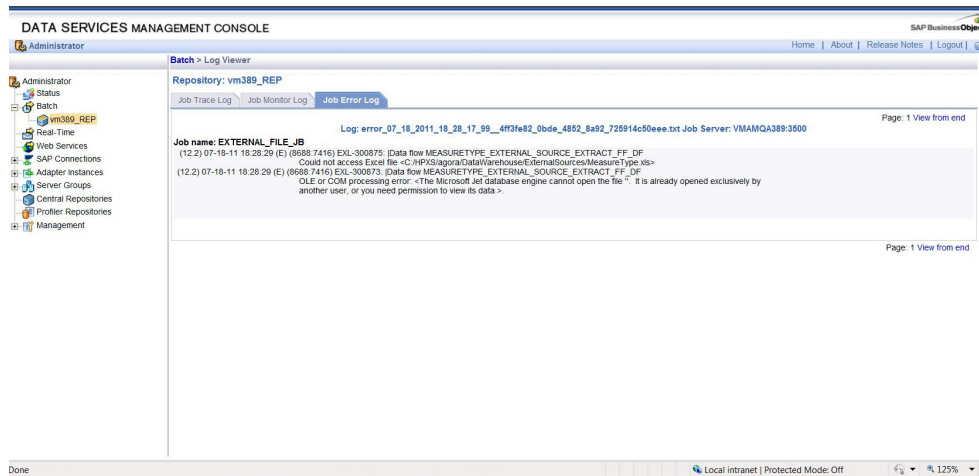 DATA SERVICES MANAGEMENT CONSOLE
SAP BusinessObje
Administrator
Home | About | Release Notes | Logout |
Batch > Log Viewer
Administrator
Status
Batch
vm389_REP
Real-Time
Web Services
SAP Connections
Adapter Instances
Server Groups
Central Repositories
Profiler Repositories
Management
Repository: vm389_REP
Job Trace Log
Job Monitor Log
Job Error Log
Page: 1 View from end
Log: error_07_18_2011_18_28_17_99__4ff3fe82_0bde_4852_8a92_725914c50eee.txt Job Server: VMAMQA389:3500
Job name: EXTERNAL_FILE_JB
(12.2) 07-18-11 18:28:29 (E) (8688:7416) EXL-300875: |Data flow MEASURETYPE_EXTERNAL_SOURCE_EXTRACT_FF_DF
Could not access Excel file <C:/HPXS/agora/DataWarehouse/ExternalSources/MeasureType.xls>
(12.2) 07-18-11 18:28:29 (E) (8688:7416) EXL-300873: |Data flow MEASURETYPE_EXTERNAL_SOURCE_EXTRACT_FF_DF
OLE or COM processing error: <The Microsoft Jet database engine cannot open the file ''. It is already opened exclusively by
another user, or you need permission to view its data.>.
Page: 1 View from end
Done
Local intranet | Protected Mode: Off
125%